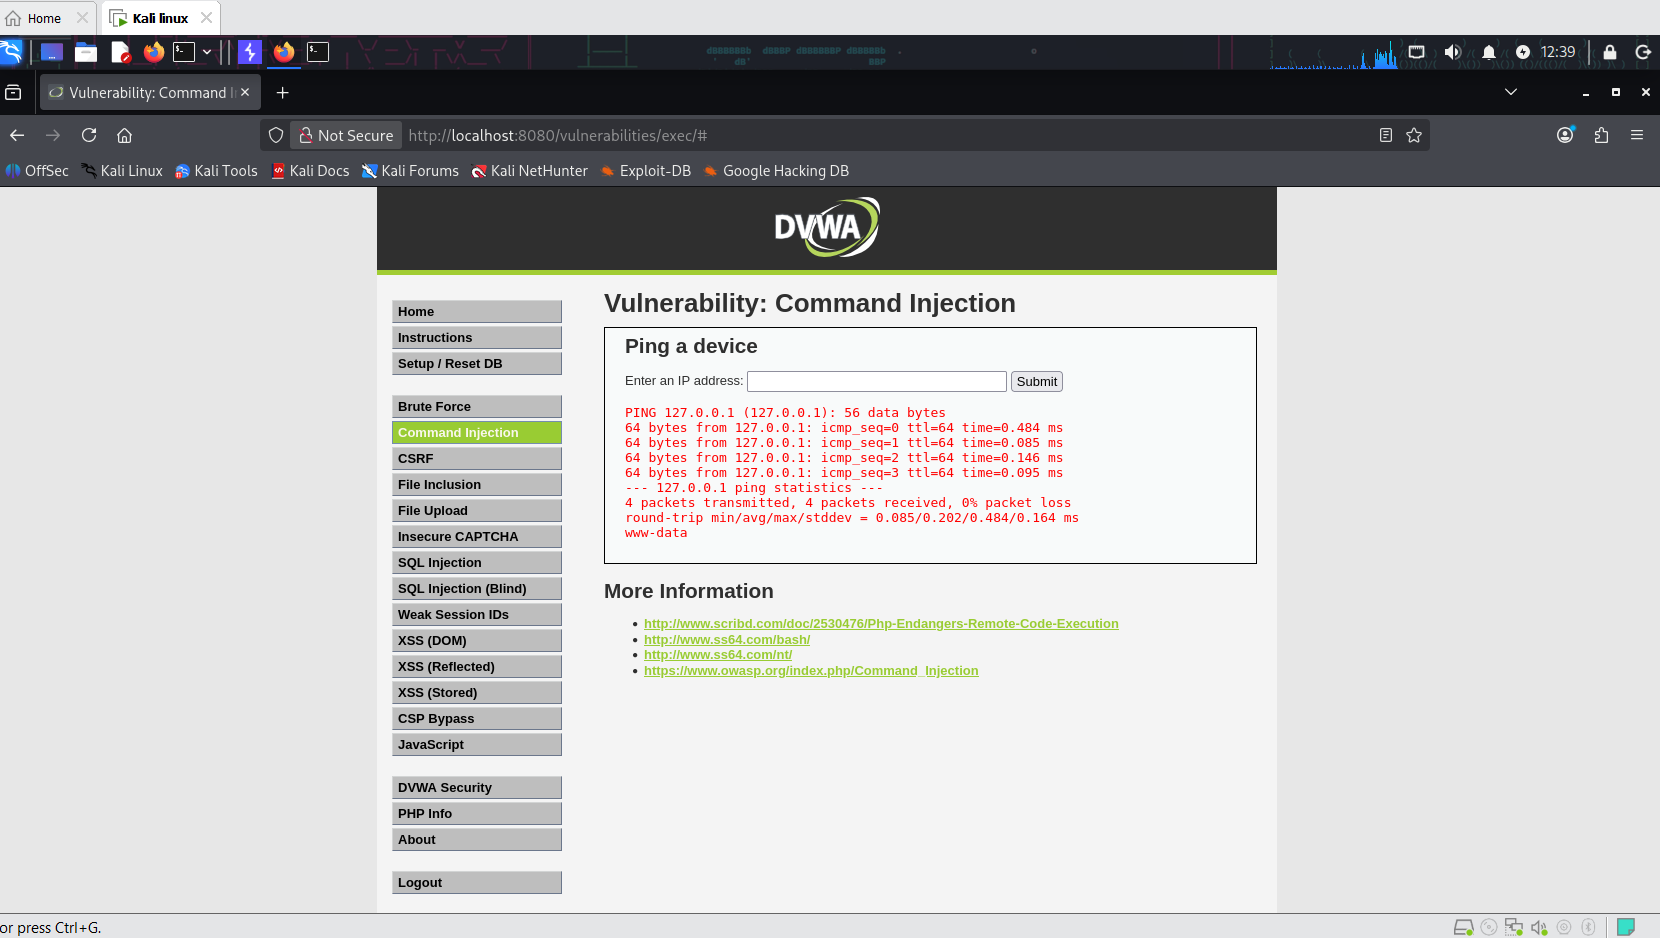 Home
Kali linux
12:39
Vulnerability: Command I
Not Secure
http://localhost:8080/vulnerabilities/exec/#
OffSec
Kali Linux
Kali Tools
Kali Docs
Kali Forums
Kali NetHunter
Exploit-DB
Google Hacking DB
DVWA
Home
Instructions
Setup / Reset DB
Brute Force
Command Injection
CSRF
File Inclusion
File Upload
Insecure CAPTCHA
SQL Injection
SQL Injection (Blind)
Weak Session IDs
XSS (DOM)
XSS (Reflected)
XSS (Stored)
CSP Bypass
JavaScript
DVWA Security
PHP Info
About
Logout
Vulnerability: Command Injection
Ping a device
Enter an IP address:
Submit
PING 127.0.0.1 (127.0.0.1): 56 data bytes
64 bytes from 127.0.0.1: icmp_seq=0 ttl=64 time=0.484 ms
64 bytes from 127.0.0.1: icmp_seq=1 ttl=64 time=0.085 ms
64 bytes from 127.0.0.1: icmp_seq=2 ttl=64 time=0.146 ms
64 bytes from 127.0.0.1: icmp_seq=3 ttl=64 time=0.095 ms
--- 127.0.0.1 ping statistics ---
4 packets transmitted, 4 packets received, 0% packet loss
round-trip min/avg/max/stddev = 0.085/0.202/0.484/0.164 ms
www-data
More Information
http://www.scribd.com/doc/2530476/Php-Endangers-Remote-Code-Execution
http://www.ss64.com/bash/
http://www.ss64.com/nt/
https://www.owasp.org/index.php/Command_Injection
or press Ctrl+G.